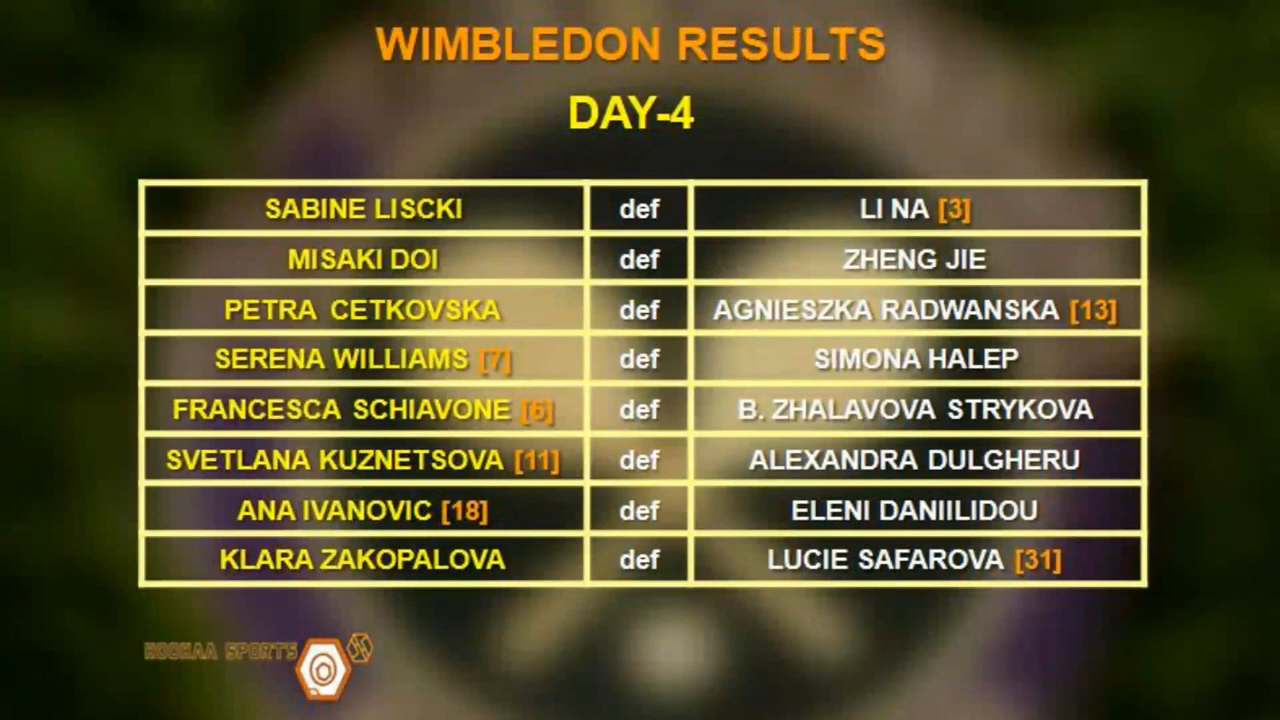 WIMBLEDON RESULTS
DAY-4
SABINE LISCKI def LI NA [3]
MISAKI DOI def ZHENG JIE
PETRA CETKOVSKA def AGNIESZKA RADWANSKA [13]
SERENA WILLIAMS [7] def SIMONA HALEP
FRANCESCA SCHIAVONE [6] def B. ZHALAVOVA STRYKOVA
SVETLANA KUZNETSOVA [11] def ALEXANDRA DULGHERU
ANA IVANOVIC [18] def ELENI DANIILIDOU
KLARA ZAKOPALOVA def LUCIE SAFAROVA [31]
HOOHAA SPORTS